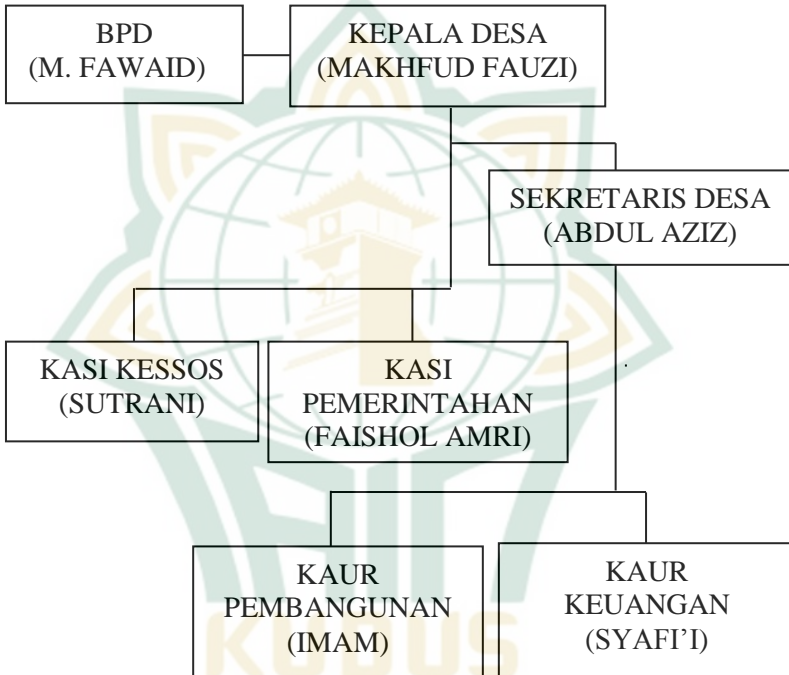 BPD
(M. FAWAID)
KEPALA DESA
(MAKHFUD FAUZI)
SEKRETARIS DESA
(ABDUL AZIZ)
KASI KESSOS
(SUTRANI)
KASI
PEMERINTAHAN
(FAISHOL AMRI)
KAUR
PEMBANGUNAN
(IMAM)
KAUR
KEUANGAN
(SYAFI’I)
KUDUS